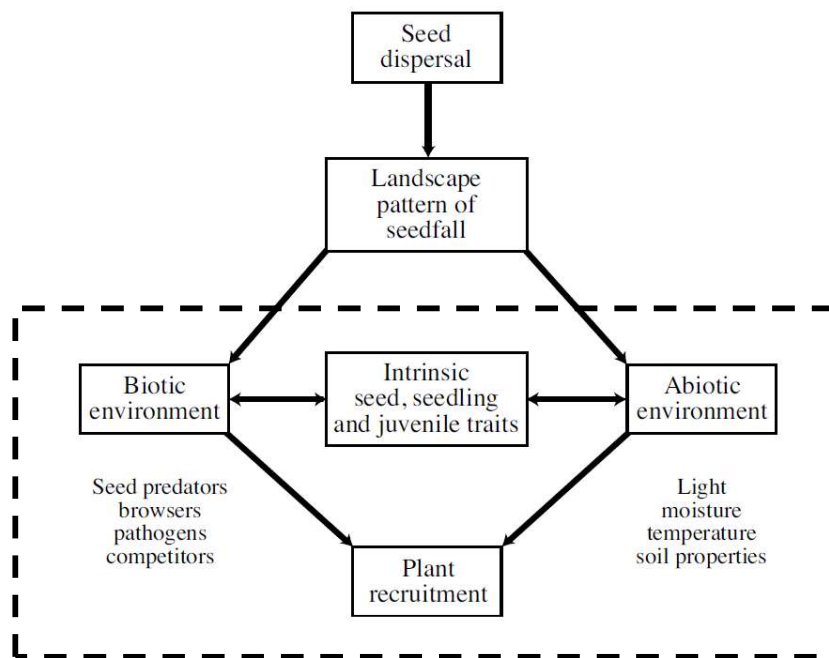 Seed
dispersal
Landscape
pattern of
seedfall
Biotic
environment
Intrinsic
seed, seedling
and juvenile traits
Abiotic
environment
Seed predators
browsers
pathogens
competitors
Light
moisture
temperature
soil properties
Plant
recruitment